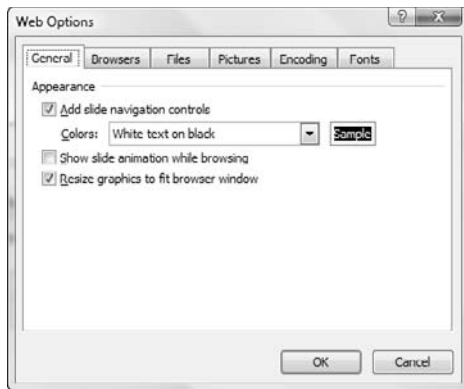 Web Options
General Browsers Files Pictures Encoding Fonts
Appearance
Add slide navigation controls
Colors: White text on black Sample
Show slide animation while browsing
Resize graphics to fit browser window
OK Cancel